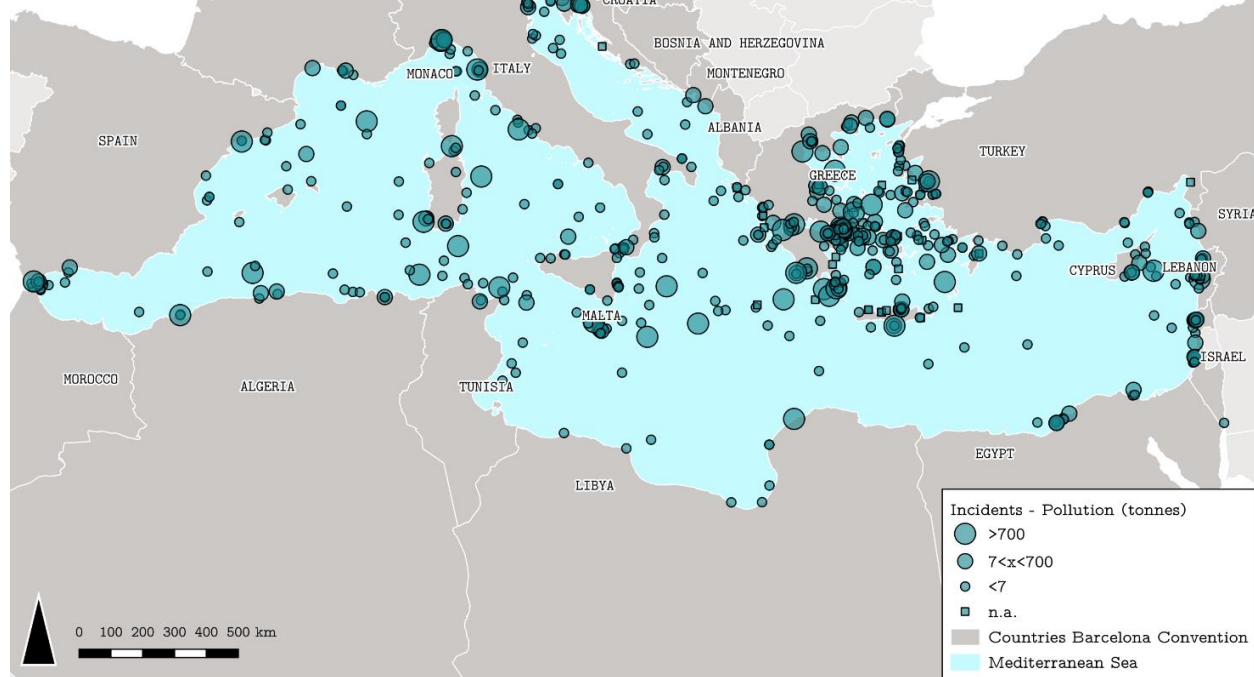 CROATIA
BOSNIA AND HERZEGOVINA
MONACO
ITALY
MONTENEGRO
SPAIN
ALBANIA
TURKEY
GREECE
SYRIA
CYPRUS
LEBANON
MALTA
ISRAEL
MOROCCO
ALGERIA
TUNISIA
EGYPT
LIBYA
Incidents - Pollution (tonnes)
>700
7<x<700
<7
n.a.
Countries Barcelona Convention
Mediterranean Sea
0 100 200 300 400 500 km